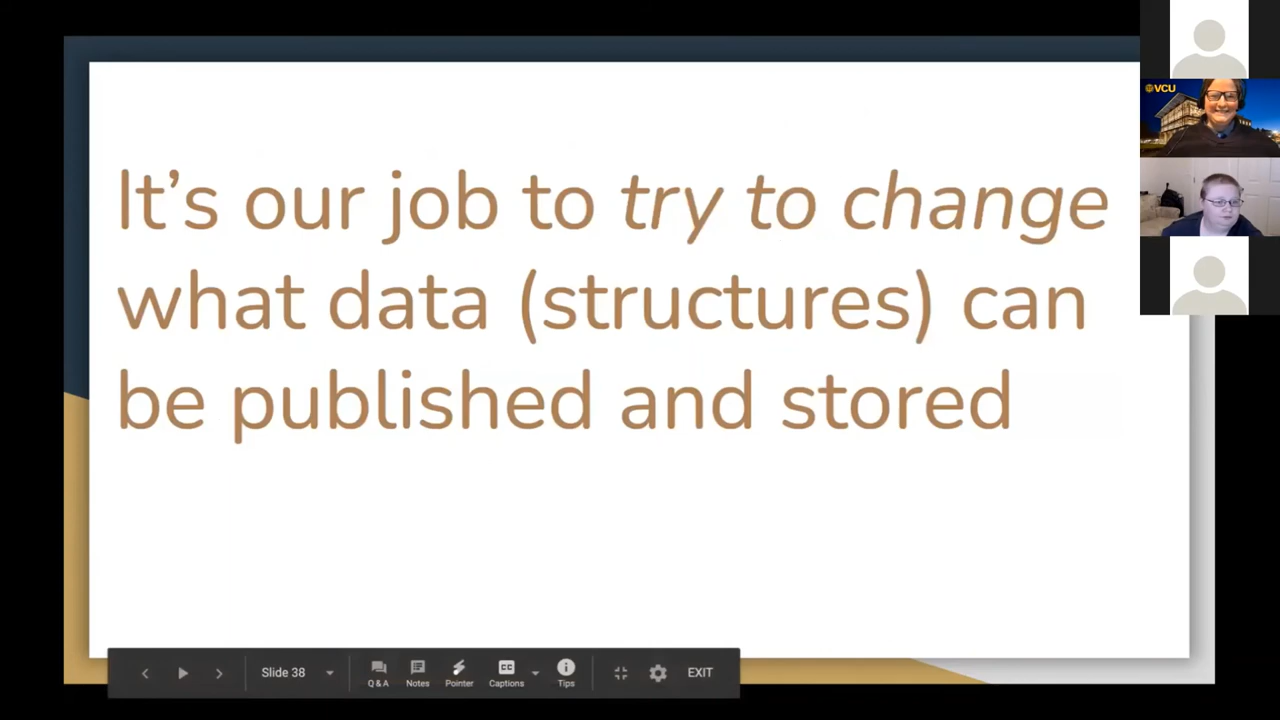 It's our job to try to change
what data (structures) can
be published and stored
VCU
Slide 38
Q & A
Notes
Pointer
CC
Captions
Tips
EXIT